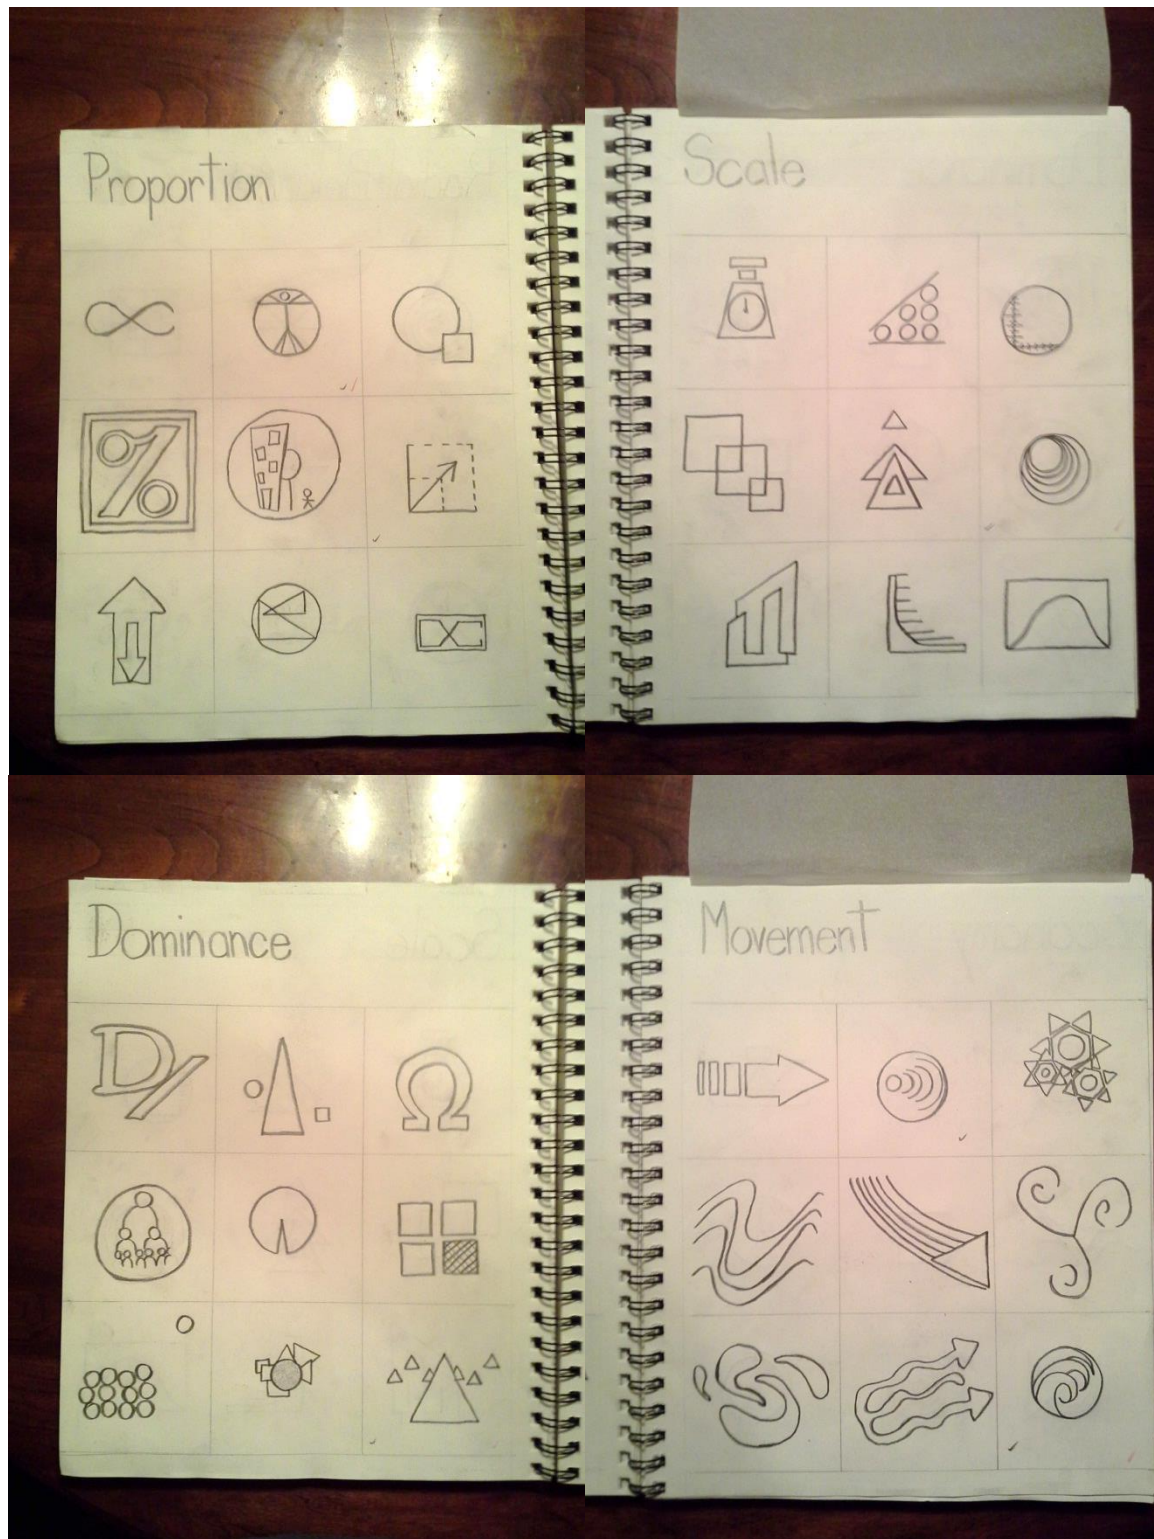 Proportion
Scale
%
Dominance
D/
Ω
Movement